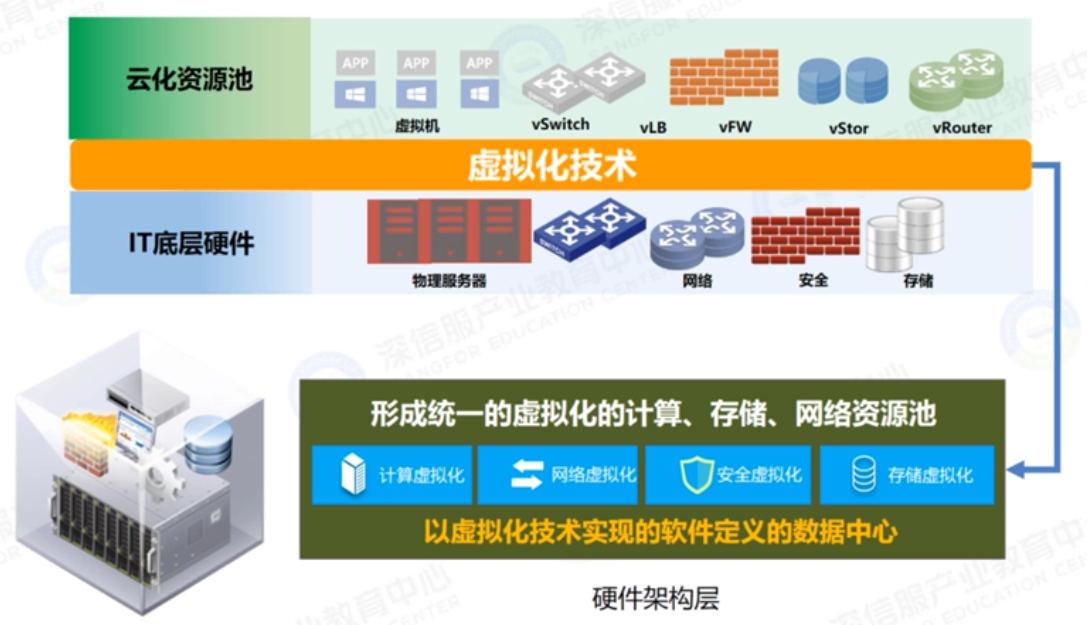 云化资源池
APP APP APP
虚拟机 vSwitch vLB vFW vStor vRouter
SWITCH
虚拟化技术
IT底层硬件
SWITCH
物理服务器 网络 安全 存储
形成统一的虚拟化的计算、存储、网络资源池
计算虚拟化 网络虚拟化 安全虚拟化 存储虚拟化
以虚拟化技术实现的软件定义的数据中心
硬件架构层
深信服产业教育中心
SANGFOR EDUCATION CENTER